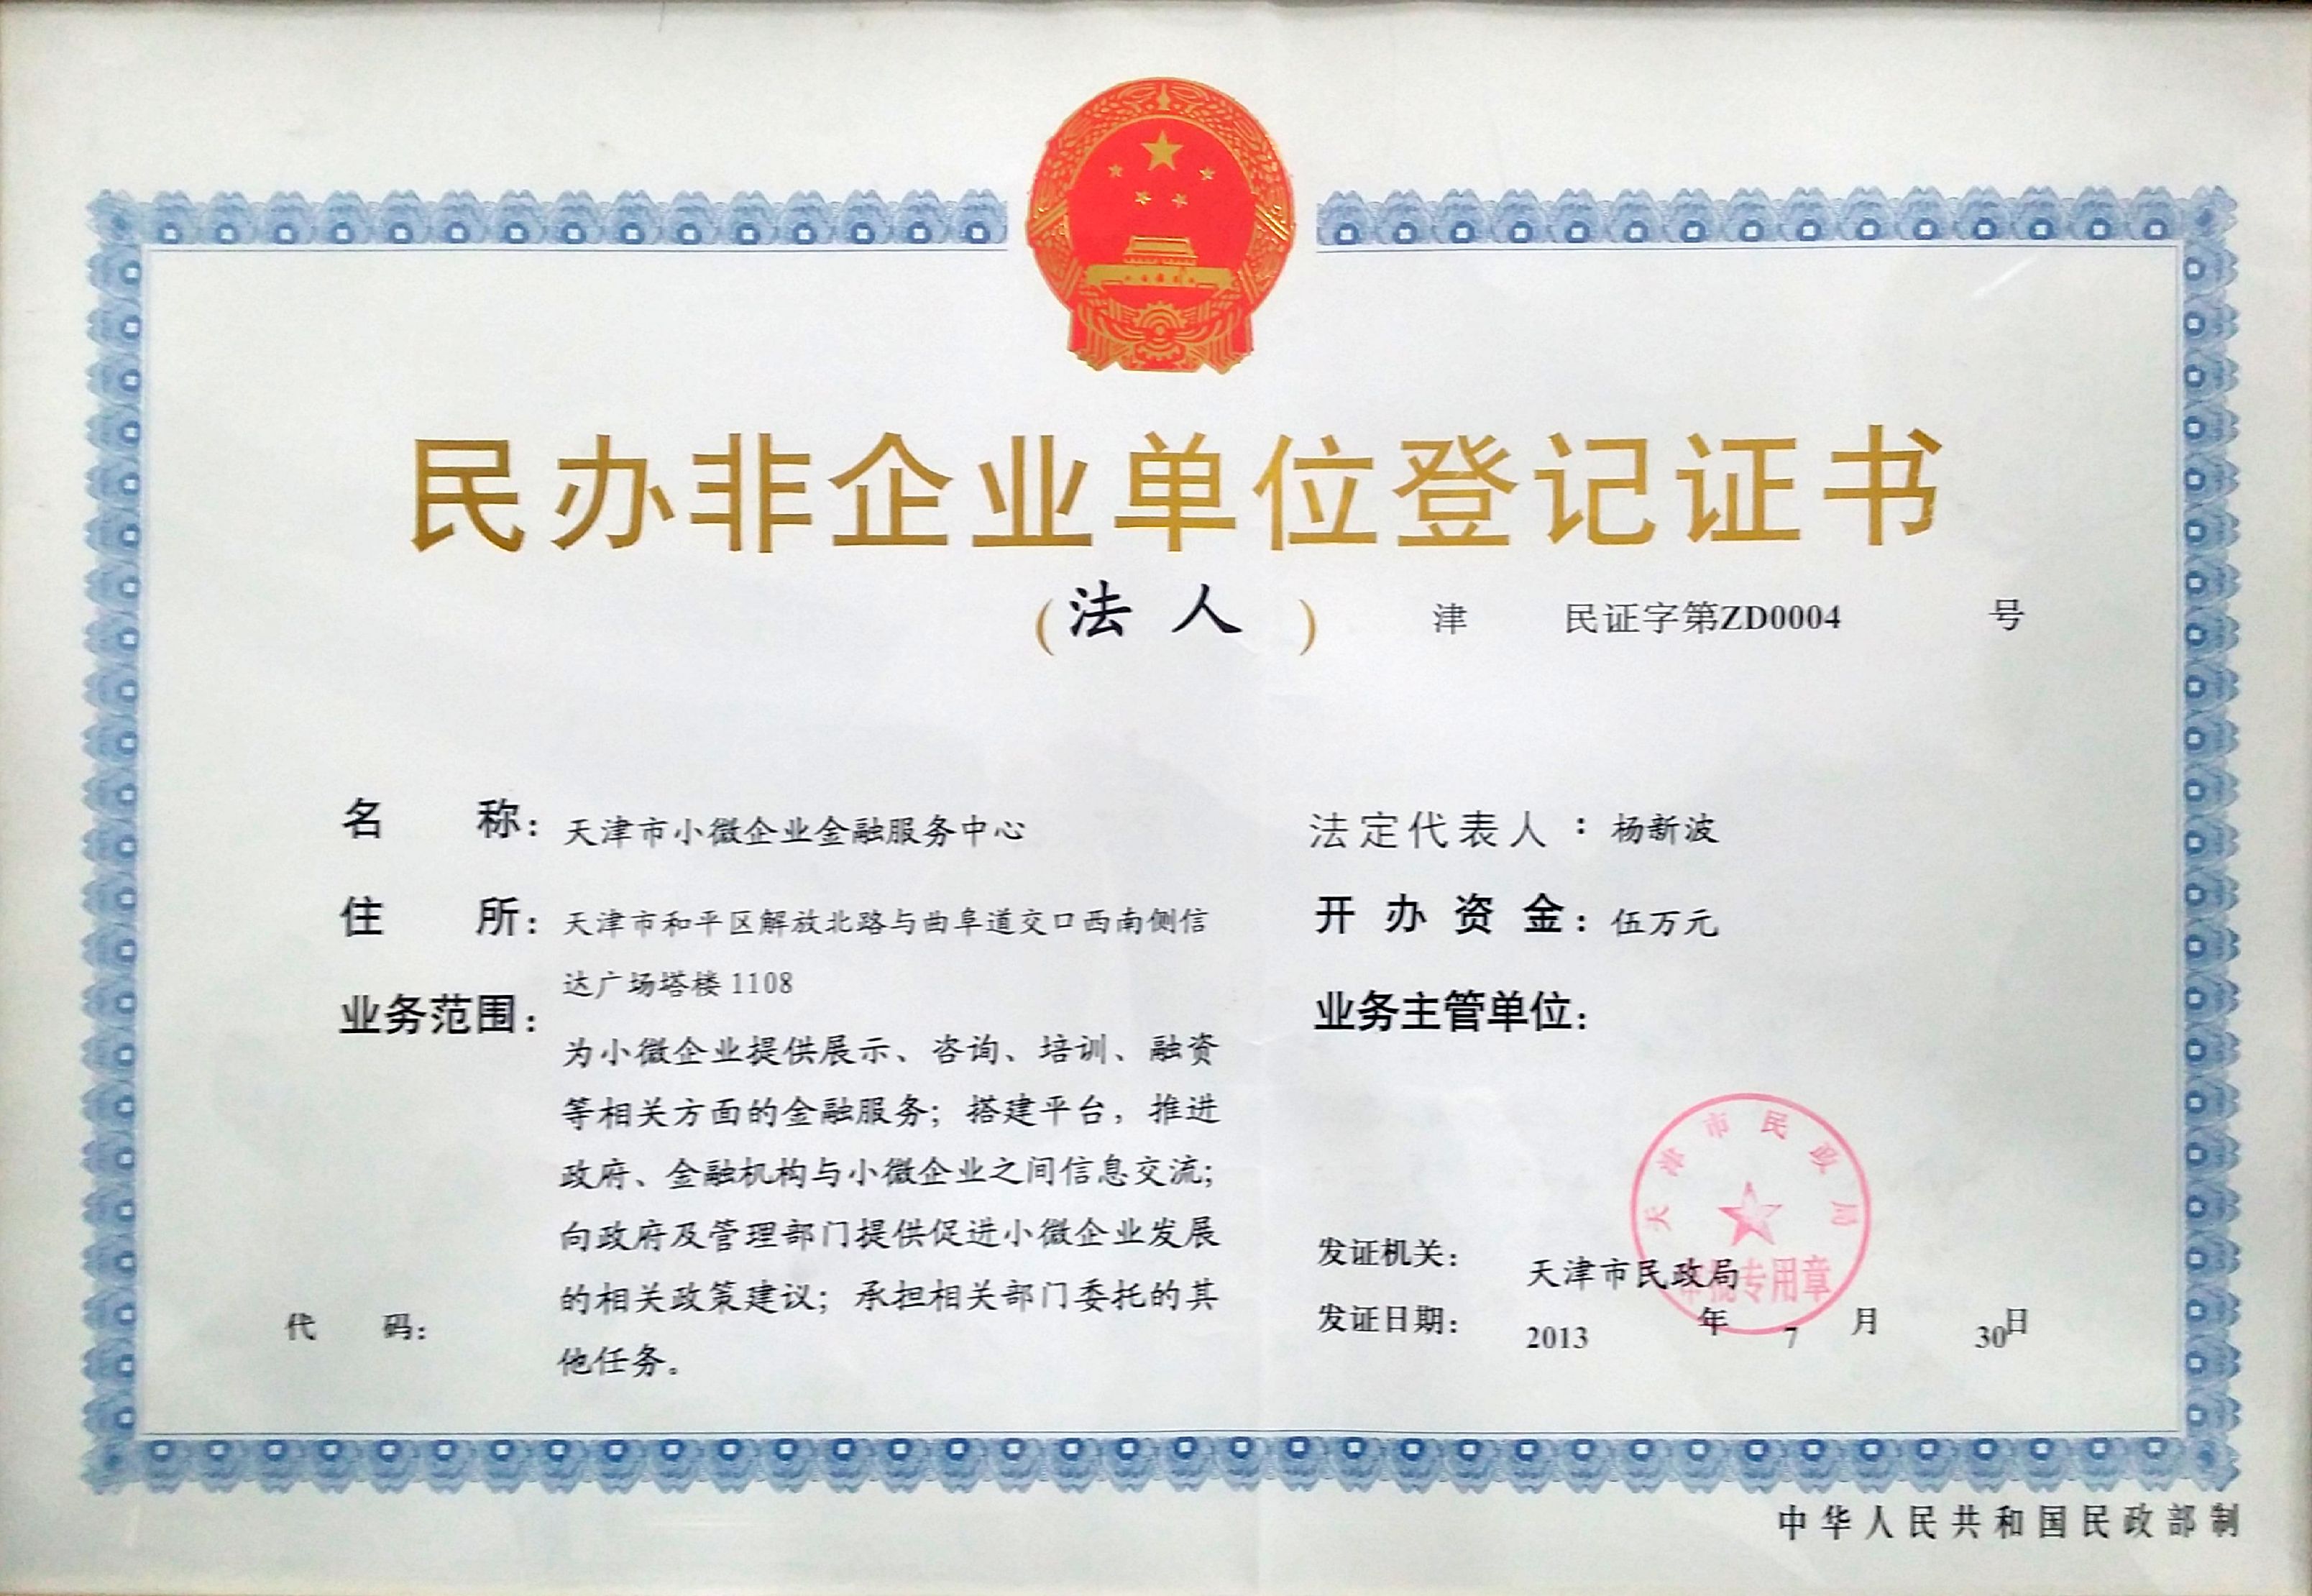 民办非企业单位登记证书
（法人） 津 民证字第ZD0004 号
名 称：天津市小微企业金融服务中心
住 所：天津市和平区解放北路与曲阜道交口西南侧信
达广场塔楼1108
业务范围：
为小微企业提供展示、咨询、培训、融资
等相关方面的金融服务；搭建平台，推进
政府、金融机构与小微企业之间信息交流；
向政府及管理部门提供促进小微企业发展
的相关政策建议；承担相关部门委托的其
他任务。
代 码：
法定代表人：杨新波
开办资金：伍万元
业务主管单位：
天津市民政局
审批专用章
发证机关：天津市民政局
发证日期：2013 年 7 月 30日
中华人民共和国民政部制